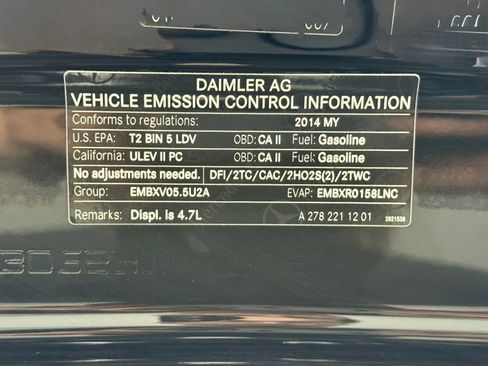 DAIMLER AG
VEHICLE EMISSION CONTROL INFORMATION
Conforms to regulations: 2014 MY
U.S. EPA: T2 BIN 5 LDV OBD: CA II Fuel: Gasoline
California: ULEV II PC OBD: CA II Fuel: Gasoline
No adjustments needed. DFI/2TC/CAC/2HO2S(2)/2TWC
Group: EMBXV05.5U2A EVAP: EMBXR0158LNC
Remarks: Displ. is 4.7L A 278 221 12 01
2821530